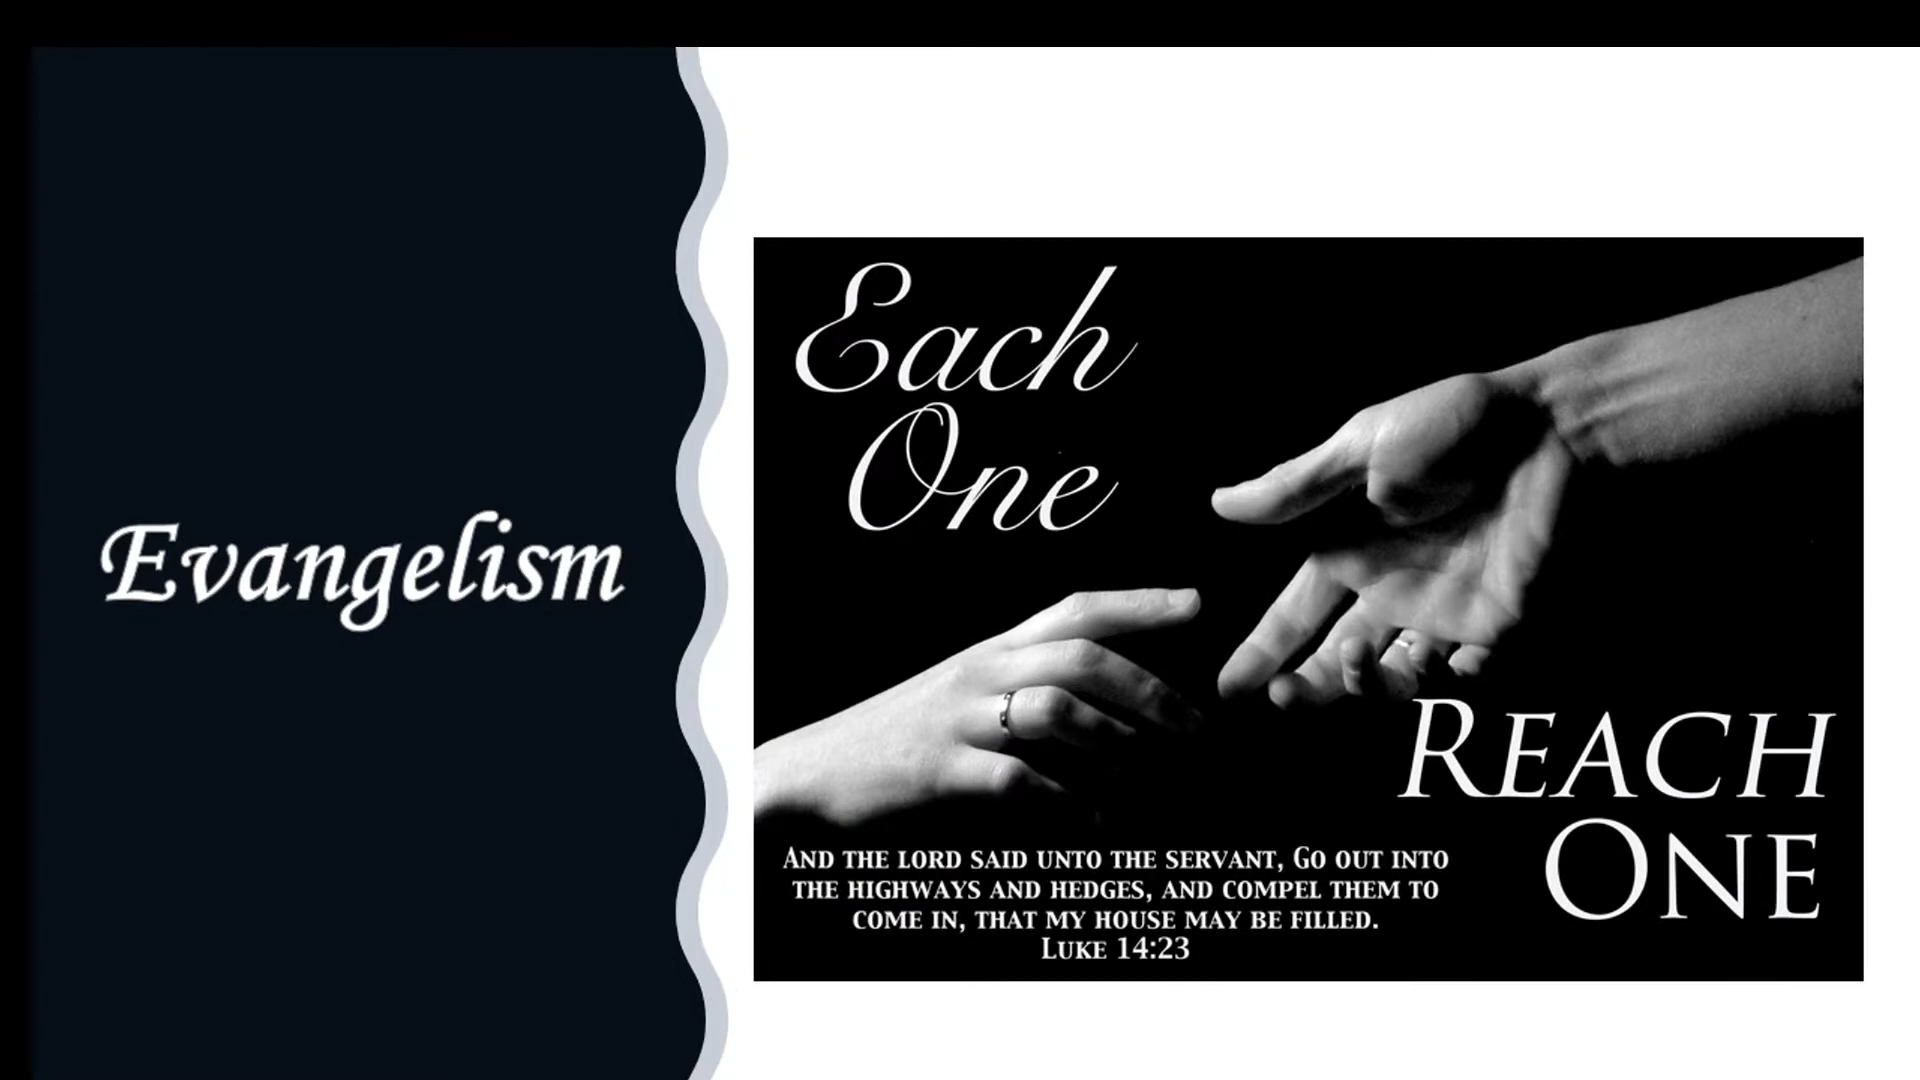 Evangelism
Each
One
REACH
ONE
AND THE LORD SAID UNTO THE SERVANT, GO OUT INTO
THE HIGHWAYS AND HEDGES, AND COMPEL THEM TO
COME IN, THAT MY HOUSE MAY BE FILLED.
LUKE 14:23